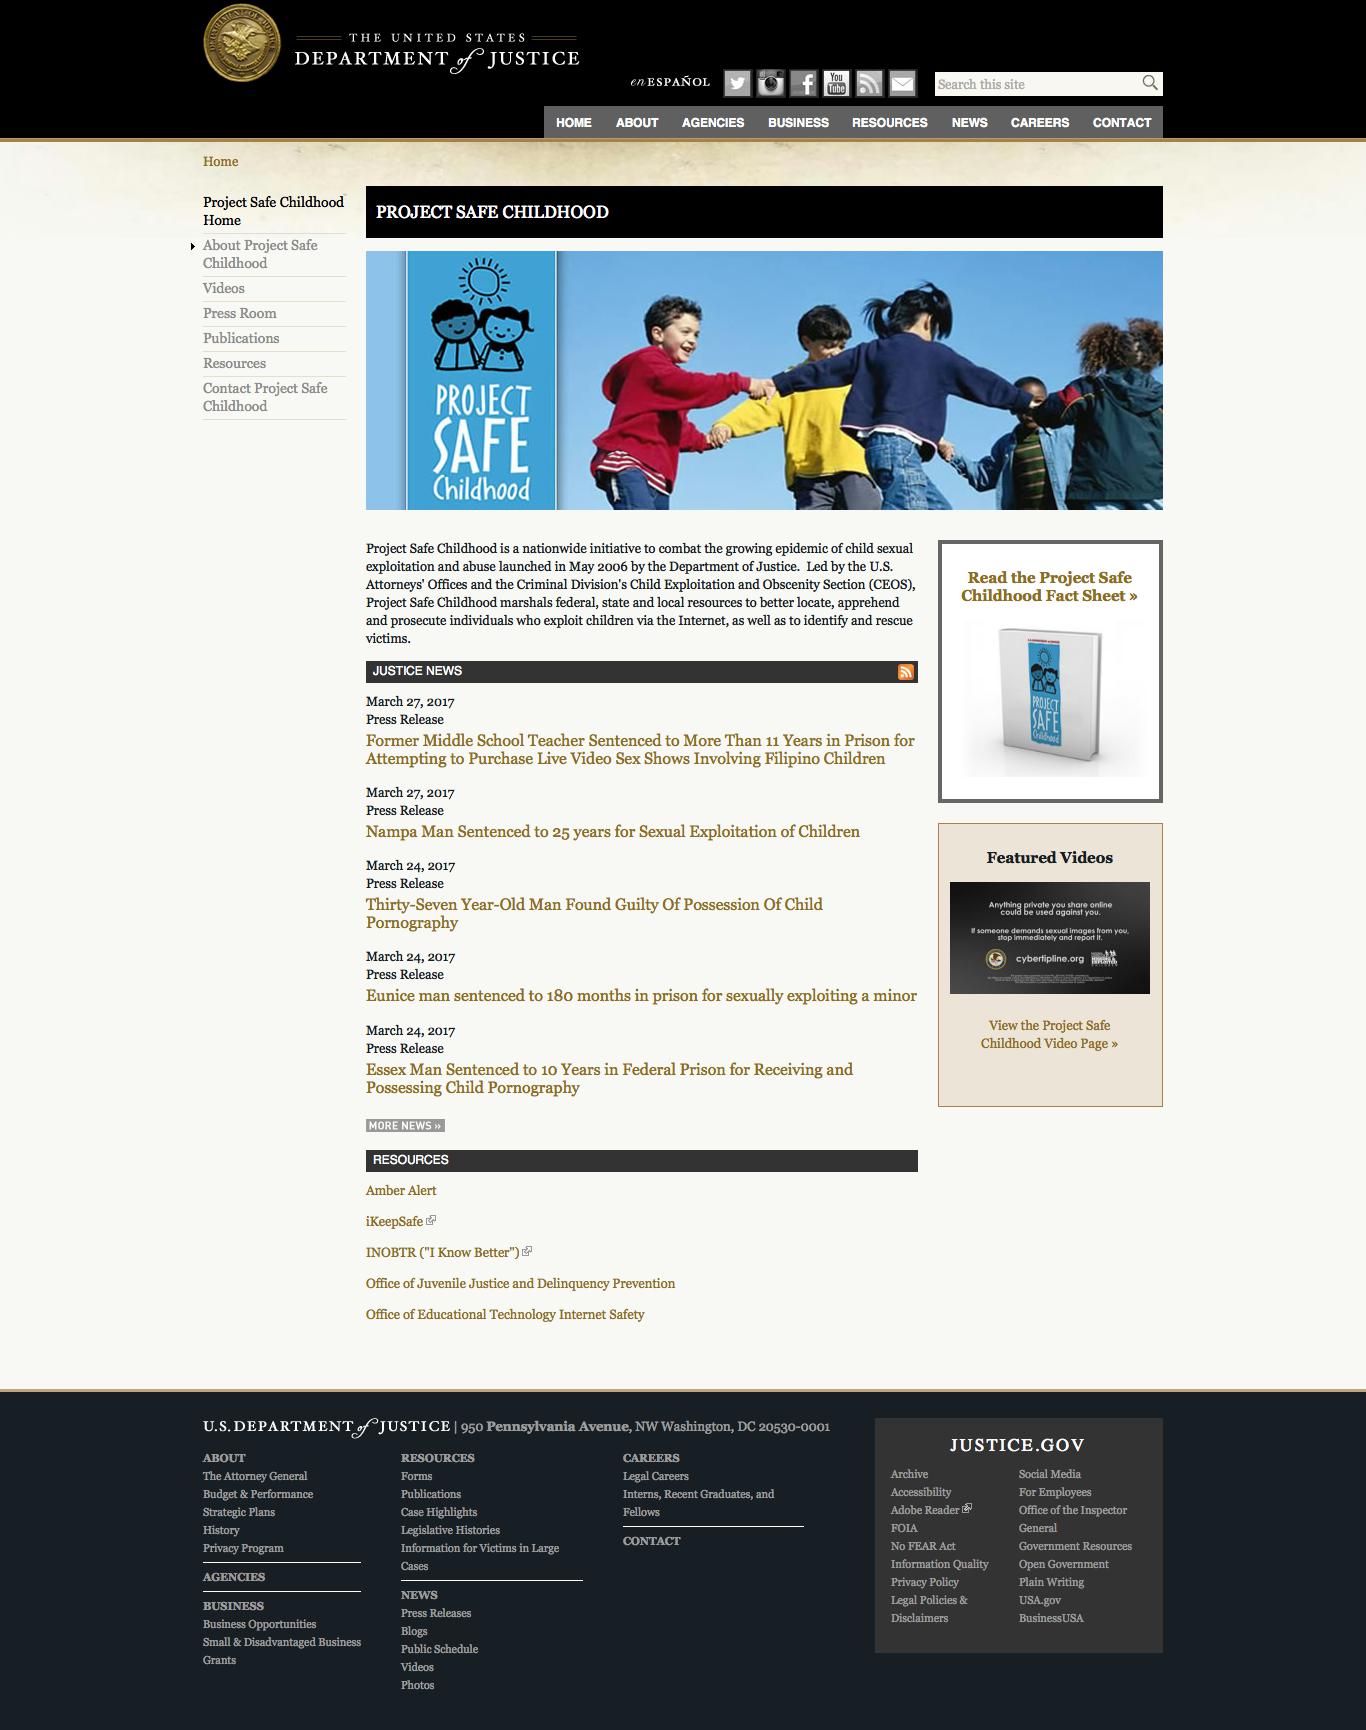 THE UNITED STATES
DEPARTMENT of JUSTICE
en ESPAÑOL
You
Tube
Search this site
HOME ABOUT AGENCIES BUSINESS RESOURCES NEWS CAREERS CONTACT
Home
Project Safe Childhood
Home
About Project Safe
Childhood
Videos
Press Room
Publications
Resources
Contact Project Safe
Childhood
PROJECT SAFE CHILDHOOD
PROJECT
SAFE
Childhood
Project Safe Childhood is a nationwide initiative to combat the growing epidemic of child sexual
exploitation and abuse launched in May 2006 by the Department of Justice.  Led by the U.S.
Attorneys' Offices and the Criminal Division's Child Exploitation and Obscenity Section (CEOS),
Project Safe Childhood marshals federal, state and local resources to better locate, apprehend
and prosecute individuals who exploit children via the Internet, as well as to identify and rescue
victims.
JUSTICE NEWS
March 27, 2017
Press Release
Former Middle School Teacher Sentenced to More Than 11 Years in Prison for
Attempting to Purchase Live Video Sex Shows Involving Filipino Children
March 27, 2017
Press Release
Nampa Man Sentenced to 25 years for Sexual Exploitation of Children
March 24, 2017
Press Release
Thirty-Seven Year-Old Man Found Guilty Of Possession Of Child
Pornography
March 24, 2017
Press Release
Eunice man sentenced to 180 months in prison for sexually exploiting a minor
March 24, 2017
Press Release
Essex Man Sentenced to 10 Years in Federal Prison for Receiving and
Possessing Child Pornography
MORE NEWS »
RESOURCES
Amber Alert
iKeepSafe
INOBTR ("I Know Better")
Office of Juvenile Justice and Delinquency Prevention
Office of Educational Technology Internet Safety
Read the Project Safe
Childhood Fact Sheet »
PROJECT
SAFE
Childhood
Featured Videos
Anything private you share online
could be used against you.
If someone demands sexual images from you,
stop immediately and report it.
cybertipline.org
View the Project Safe
Childhood Video Page »
U.S. DEPARTMENT of JUSTICE | 950 Pennsylvania Avenue, NW Washington, DC 20530-0001
ABOUT
The Attorney General
Budget & Performance
Strategic Plans
History
Privacy Program
AGENCIES
BUSINESS
Business Opportunities
Small & Disadvantaged Business
Grants
RESOURCES
Forms
Publications
Case Highlights
Legislative Histories
Information for Victims in Large
Cases
NEWS
Press Releases
Blogs
Public Schedule
Videos
Photos
CAREERS
Legal Careers
Interns, Recent Graduates, and
Fellows
CONTACT
JUSTICE.GOV
Archive
Accessibility
Adobe Reader
FOIA
No FEAR Act
Information Quality
Privacy Policy
Legal Policies &
Disclaimers
Social Media
For Employees
Office of the Inspector
General
Government Resources
Open Government
Plain Writing
USA.gov
BusinessUSA